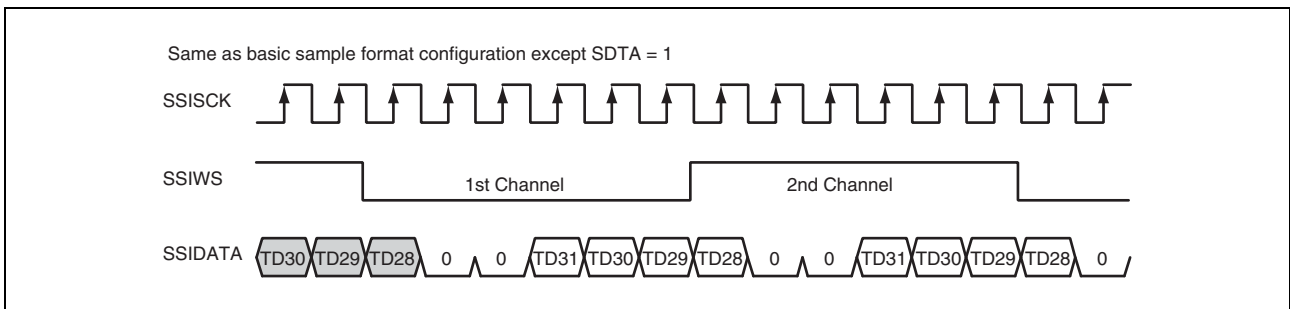 Same as basic sample format configuration except SDTA = 1
SSISCK
SSIWS 1st Channel 2nd Channel
SSIDATA TD30 TD29 TD28 0 0 TD31 TD30 TD29 TD28 0 0 TD31 TD30 TD29 TD28 0